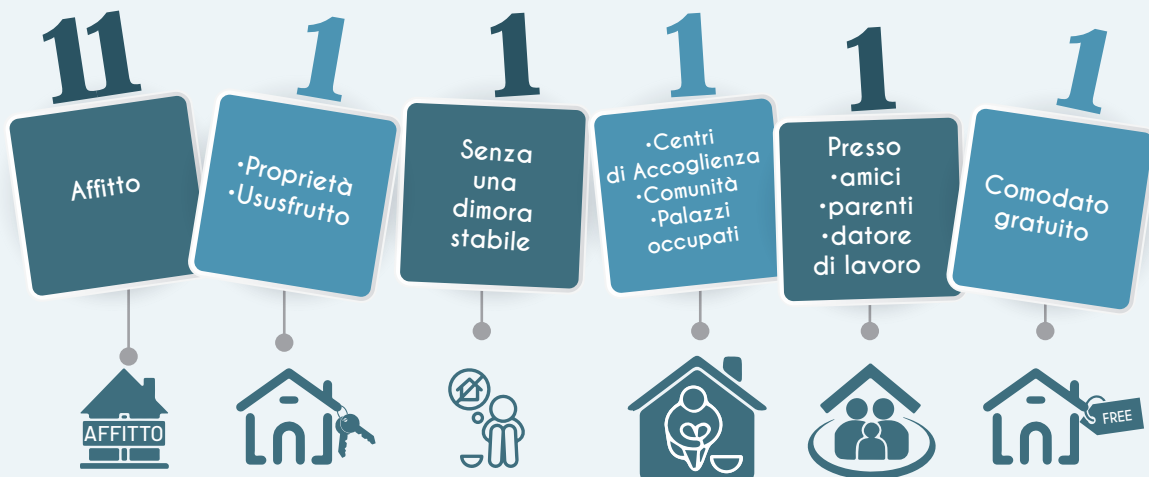 11
Affitto
1
•Proprietà
•Ususfrutto
1
Senza
una
dimora
stabile
1
•Centri
di Accoglienza
•Comunità
•Palazzi
occupati
1
Presso
•amici
•parenti
•datore
di lavoro
1
Comodato
gratuito
AFFITTO
FREE